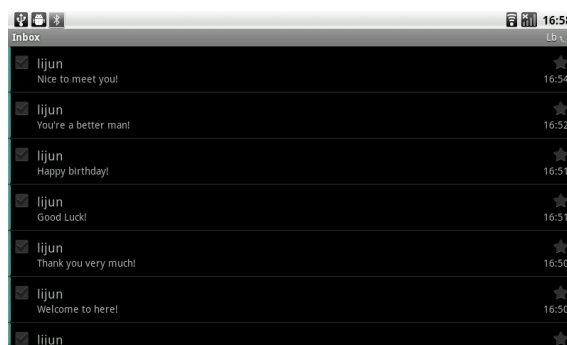 16:58
Inbox
Lb
lijun
Nice to meet you!
16:54
lijun
You're a better man!
16:52
lijun
Happy birthday!
16:51
lijun
Good Luck!
16:51
lijun
Thank you very much!
16:50
lijun
Welcome to here!
16:50
lijun